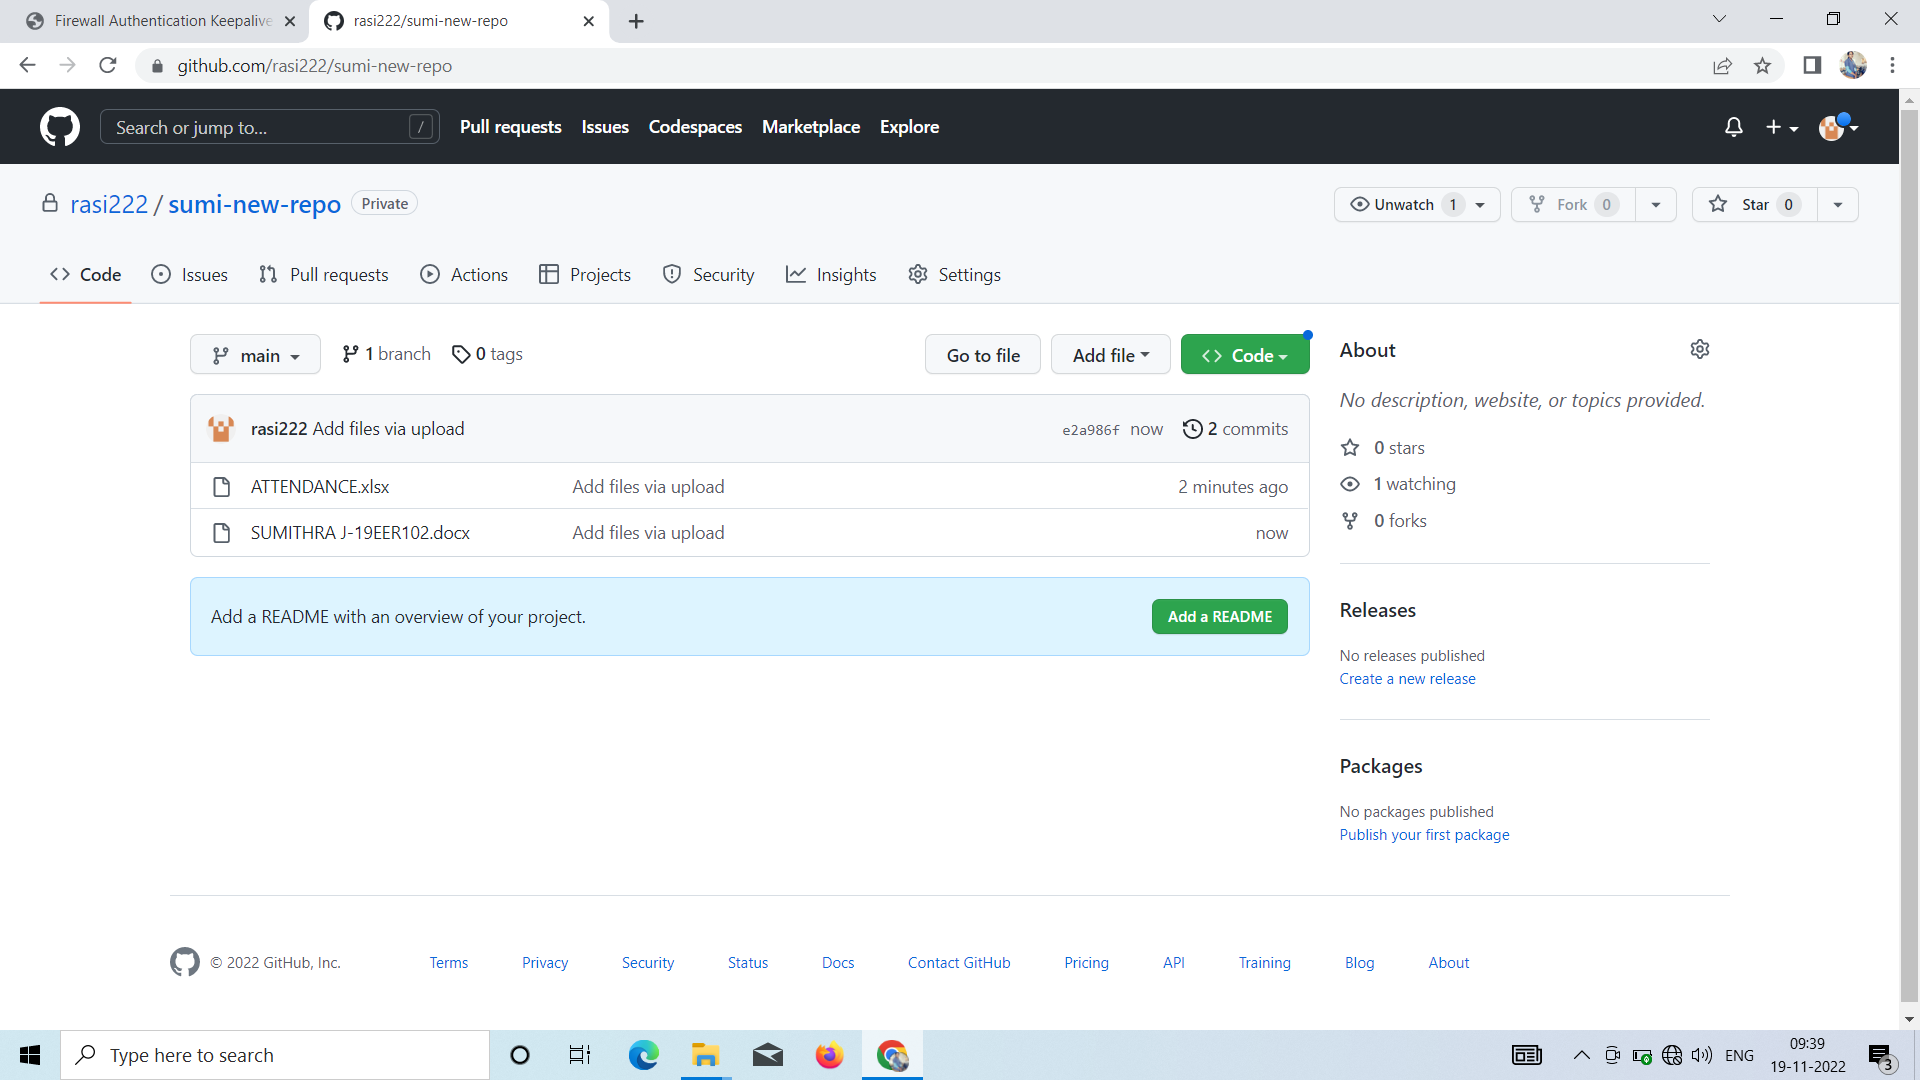 Firewall Authentication Keepalive
rasi222/sumi-new-repo
github.com/rasi222/sumi-new-repo
Search or jump to... /
Pull requests Issues Codespaces Marketplace Explore
rasi222 / sumi-new-repo Private
Unwatch 1 Fork 0 Star 0
Code Issues Pull requests Actions Projects Security Insights Settings
main 1 branch 0 tags Go to file Add file Code
rasi222 Add files via upload e2a986f now 2 commits
ATTENDANCE.xlsx Add files via upload 2 minutes ago
SUMITHRA J-19EER102.docx Add files via upload now
Add a README with an overview of your project. Add a README
About
No description, website, or topics provided.
0 stars
1 watching
0 forks
Releases
No releases published
Create a new release
Packages
No packages published
Publish your first package
© 2022 GitHub, Inc. Terms Privacy Security Status Docs Contact GitHub Pricing API Training Blog About
Type here to search
ENG
09:39
19-11-2022
3